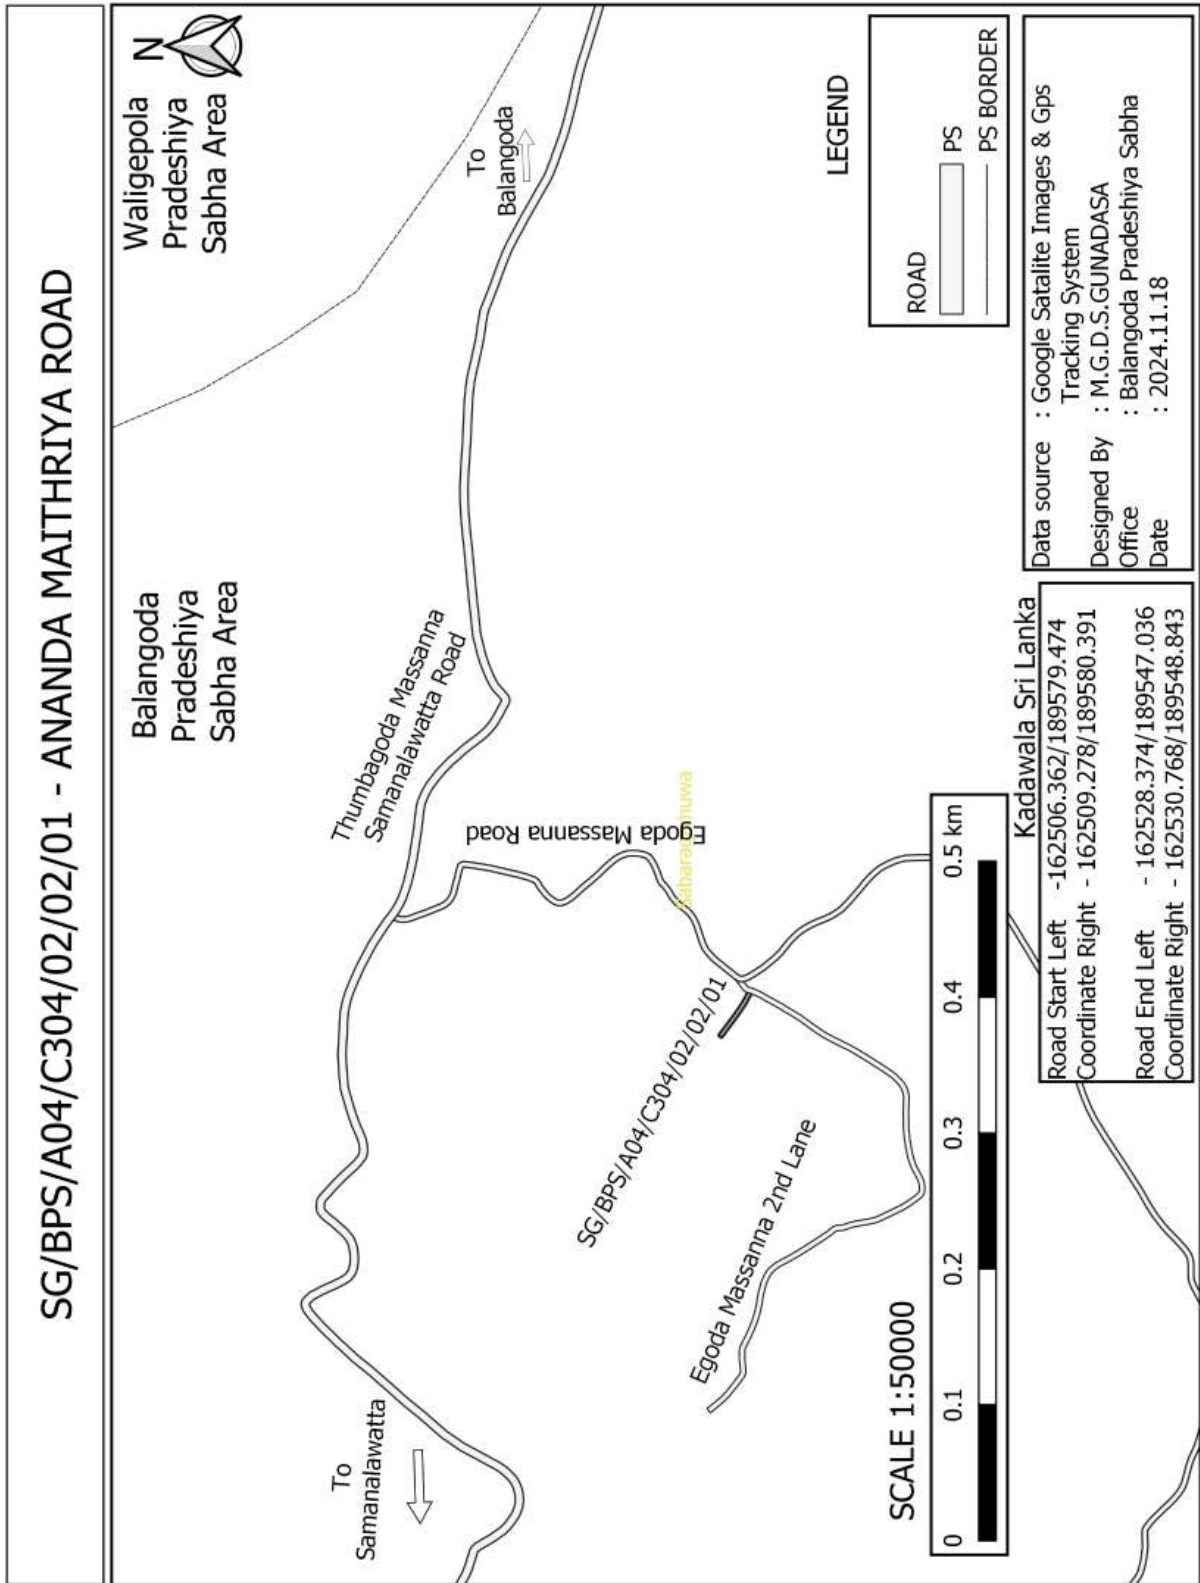 SG/BPS/A04/C304/02/02/01 - ANANDA MAITHRIYA ROAD
N
Waligepola
Pradeshiya
Sabha Area
Balangoda
Pradeshiya
Sabha Area
To
Balangoda
Thumbagoda Massanna
Samanalawatta Road
Egoda Massanna Road
To
Samanalawatta
SG/BPS/A04/C304/02/02/01
Egoda Massanna 2nd Lane
LEGEND
ROAD
PS
PS BORDER
SCALE 1:50000
0 0.1 0.2 0.3 0.4 0.5 km
Kadawala Sri Lanka
Road Start Left -162506.362/189579.474
Coordinate Right - 162509.278/189580.391
Road End Left - 162528.374/189547.036
Coordinate Right - 162530.768/189548.843
Data source : Google Satalite Images & Gps
Tracking System
Designed By : M.G.D.S.GUNADASA
Office : Balangoda Pradeshiya Sabha
Date : 2024.11.18